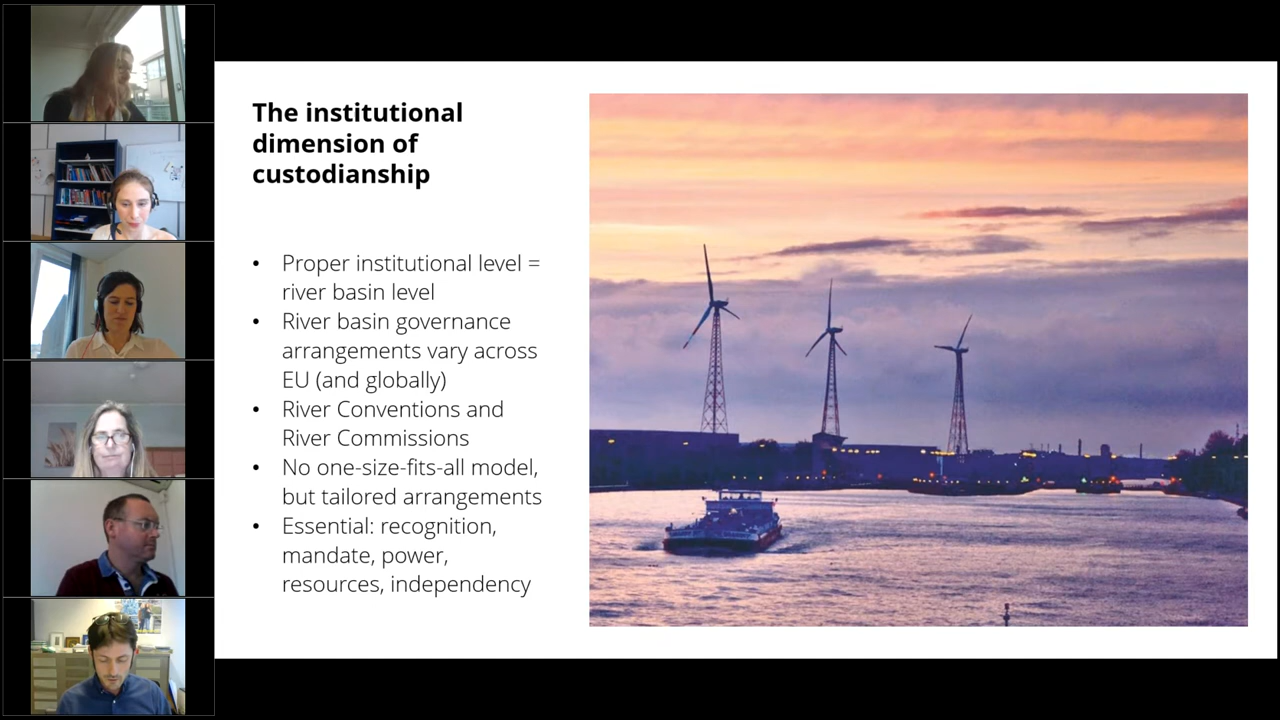 The institutional
dimension of
custodianship
• Proper institutional level =
river basin level
• River basin governance
arrangements vary across
EU (and globally)
• River Conventions and
River Commissions
• No one-size-fits-all model,
but tailored arrangements
• Essential: recognition,
mandate, power,
resources, independency